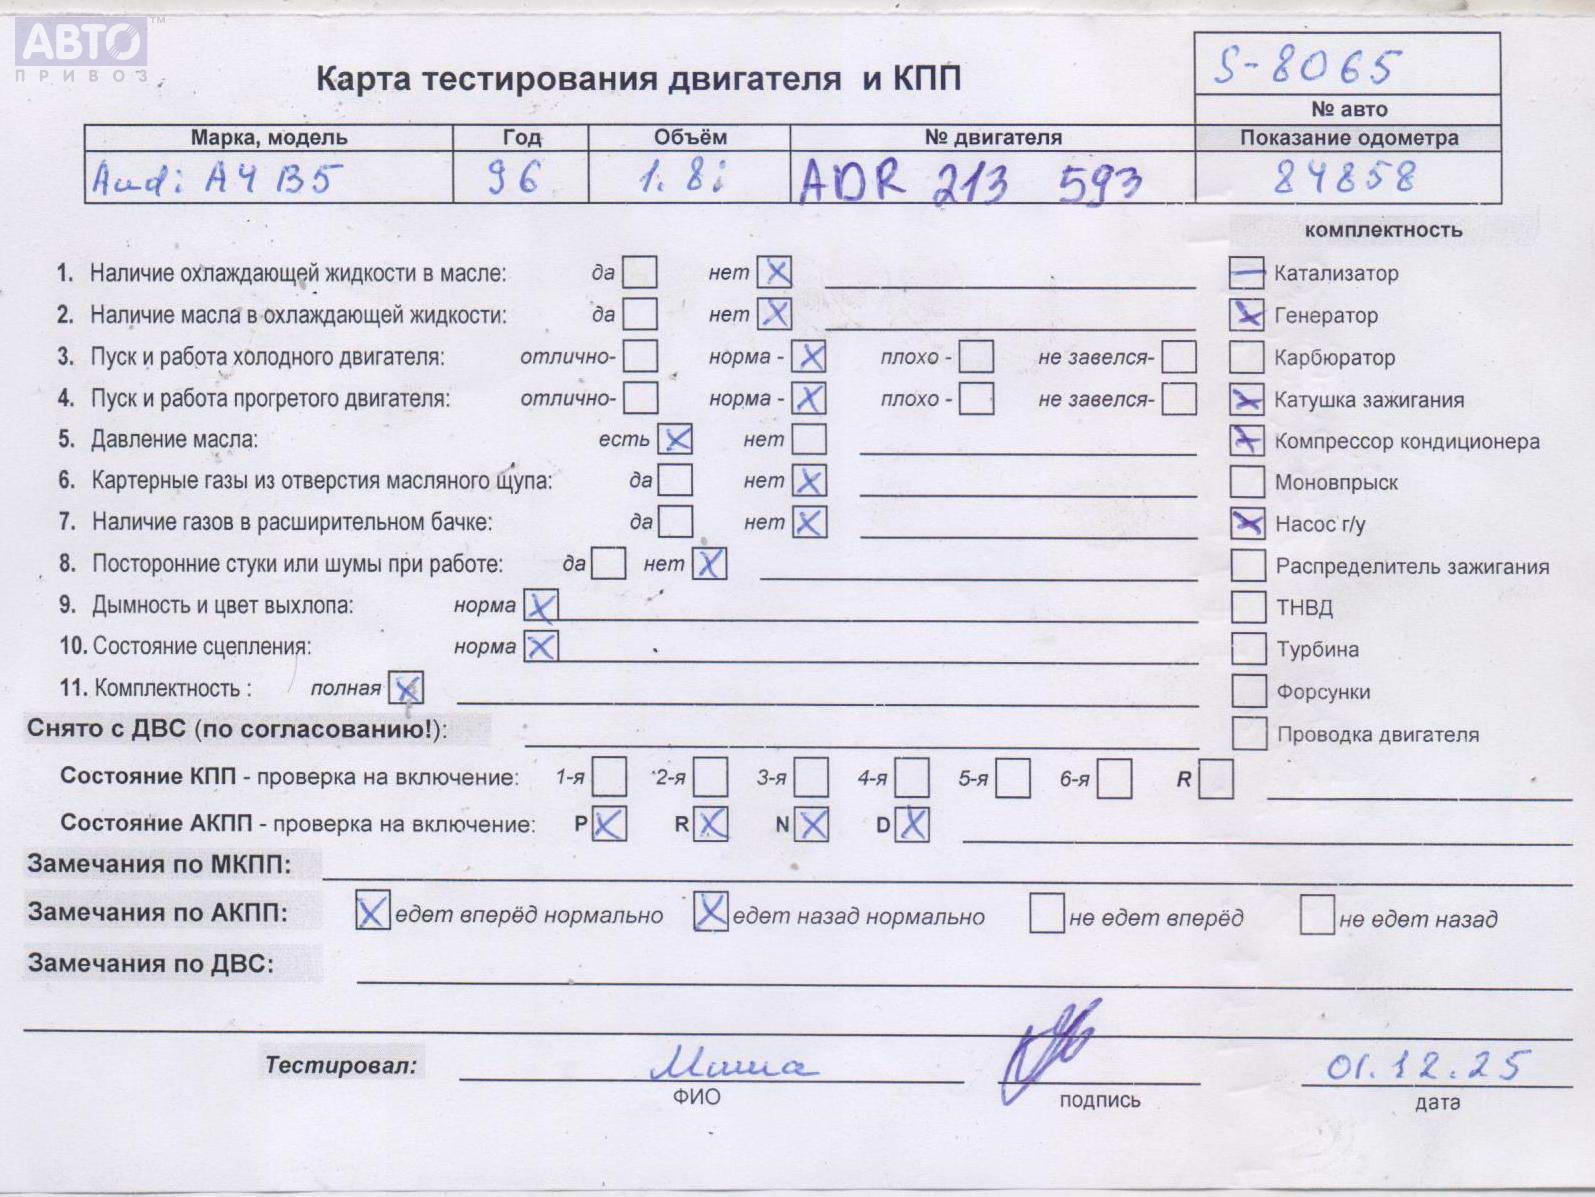 АВТО™
ПРИВОЗ
Карта тестирования двигателя и КПП
S-8065
№ авто
Марка, модель Год Объём № двигателя Показание одометра
Audi A4 B5 96 1.8i ADR 213 593 84858
комплектность
1. Наличие охлаждающей жидкости в масле: да нет X
Катализатор
2. Наличие масла в охлаждающей жидкости: да нет X
X Генератор
3. Пуск и работа холодного двигателя: отлично- норма - X плохо - не завелся-
Карбюратор
4. Пуск и работа прогретого двигателя: отлично- норма - X плохо - не завелся-
X Катушка зажигания
5. Давление масла: есть X нет
X Компрессор кондиционера
6. Картерные газы из отверстия масляного щупа: да нет X
Моновпрыск
7. Наличие газов в расширительном бачке: да нет X
X Насос г/у
8. Посторонние стуки или шумы при работе: да нет X
Распределитель зажигания
9. Дымность и цвет выхлопа: норма X
ТНВД
10. Состояние сцепления: норма X
Турбина
11. Комплектность : полная X
Форсунки
Снято с ДВС (по согласованию!):
Проводка двигателя
Состояние КПП - проверка на включение: 1-я 2-я 3-я 4-я 5-я 6-я R
Состояние АКПП - проверка на включение: P X R X N X D X
Замечания по МКПП:
Замечания по АКПП: X едет вперёд нормально X едет назад нормально не едет вперёд не едет назад
Замечания по ДВС:
Тестировал: Миша 01.12.25
ФИО подпись дата